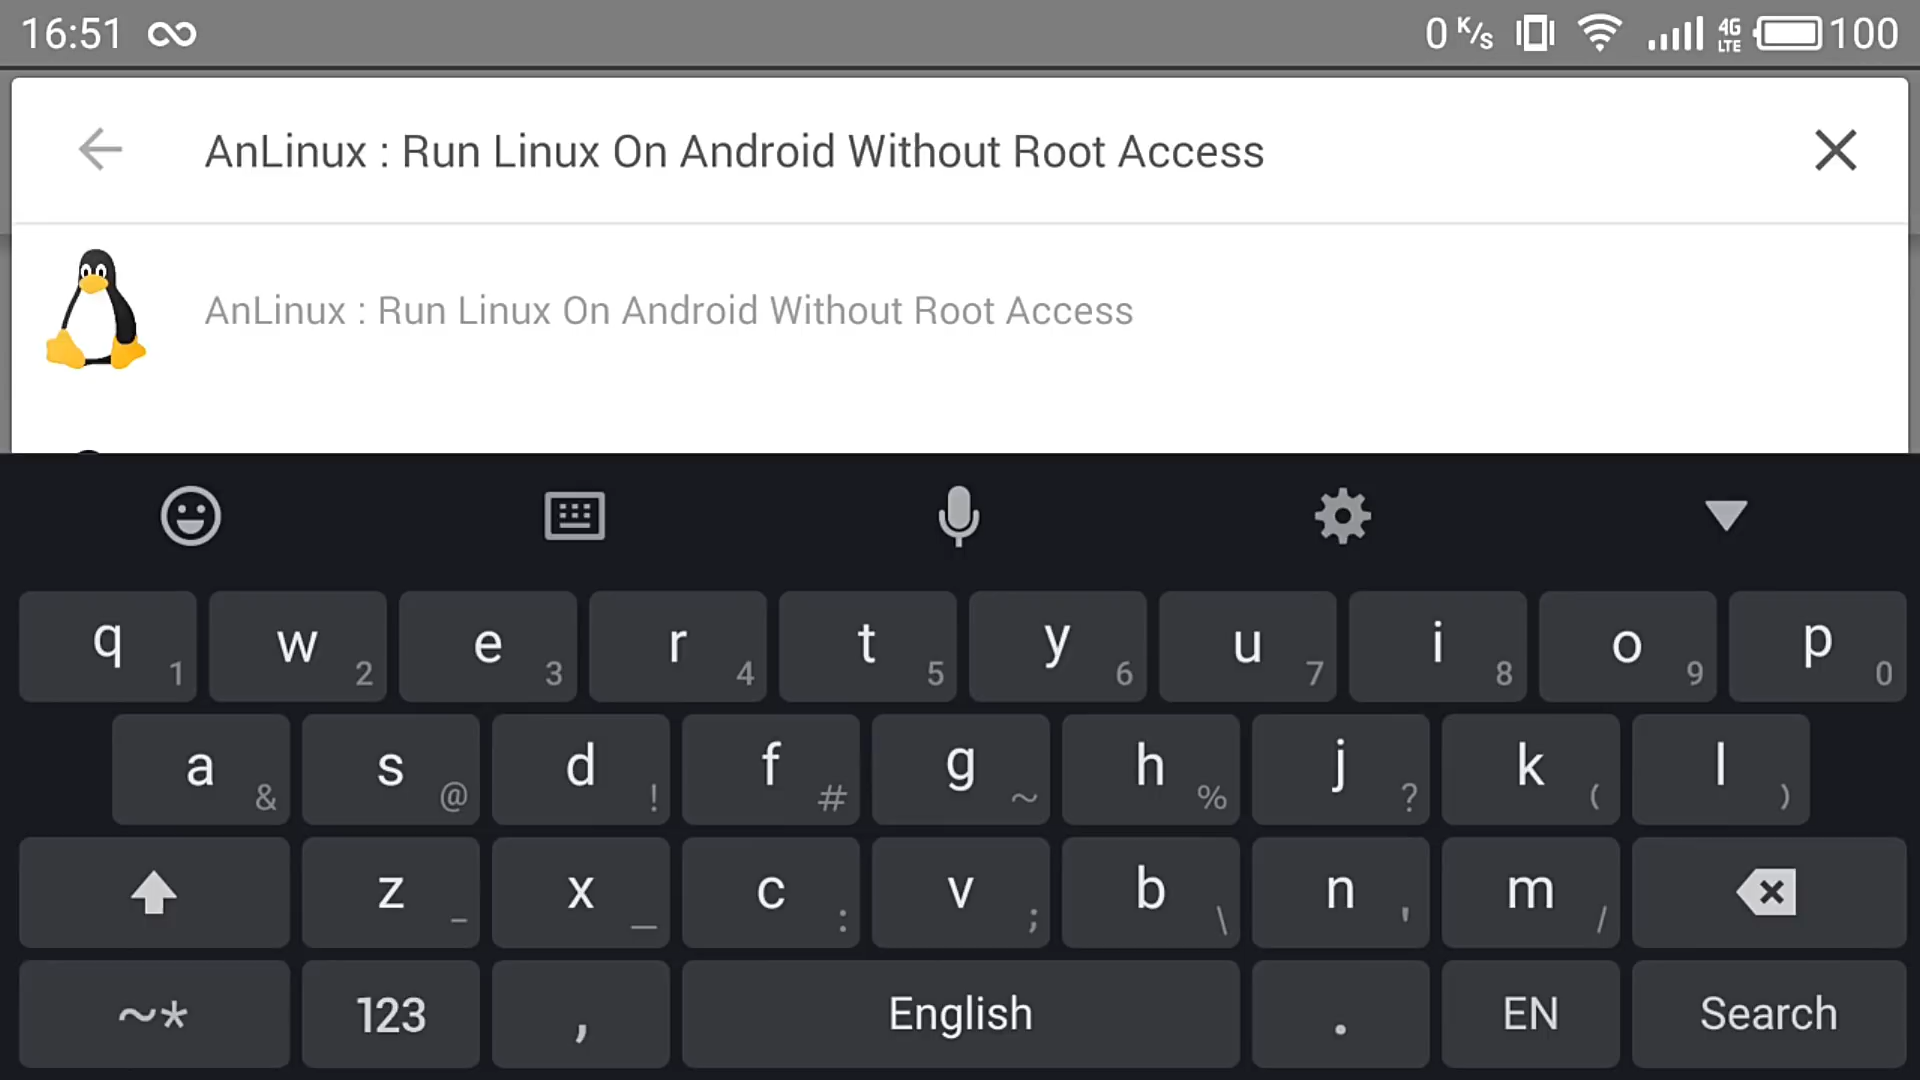 16:51 0 K/s 4G LTE 100
AnLinux : Run Linux On Android Without Root Access
AnLinux : Run Linux On Android Without Root Access
q 1 w 2 e 3 r 4 t 5 y 6 u 7 i 8 o 9 p 0
a & s @ d ! f # g ~ h % j ? k ( l )
z - x _ c : v ; b \ n ' m /
~* 123 , English . EN Search